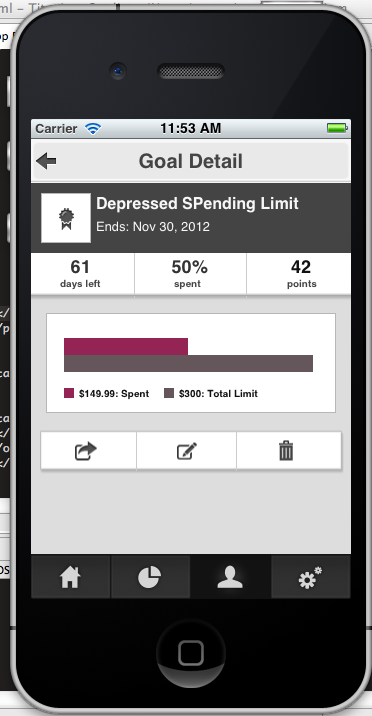 Carrier 11:53 AM
Goal Detail
Depressed SPending Limit
Ends: Nov 30, 2012
61 50% 42
days left spent points
$149.99: Spent $300: Total Limit